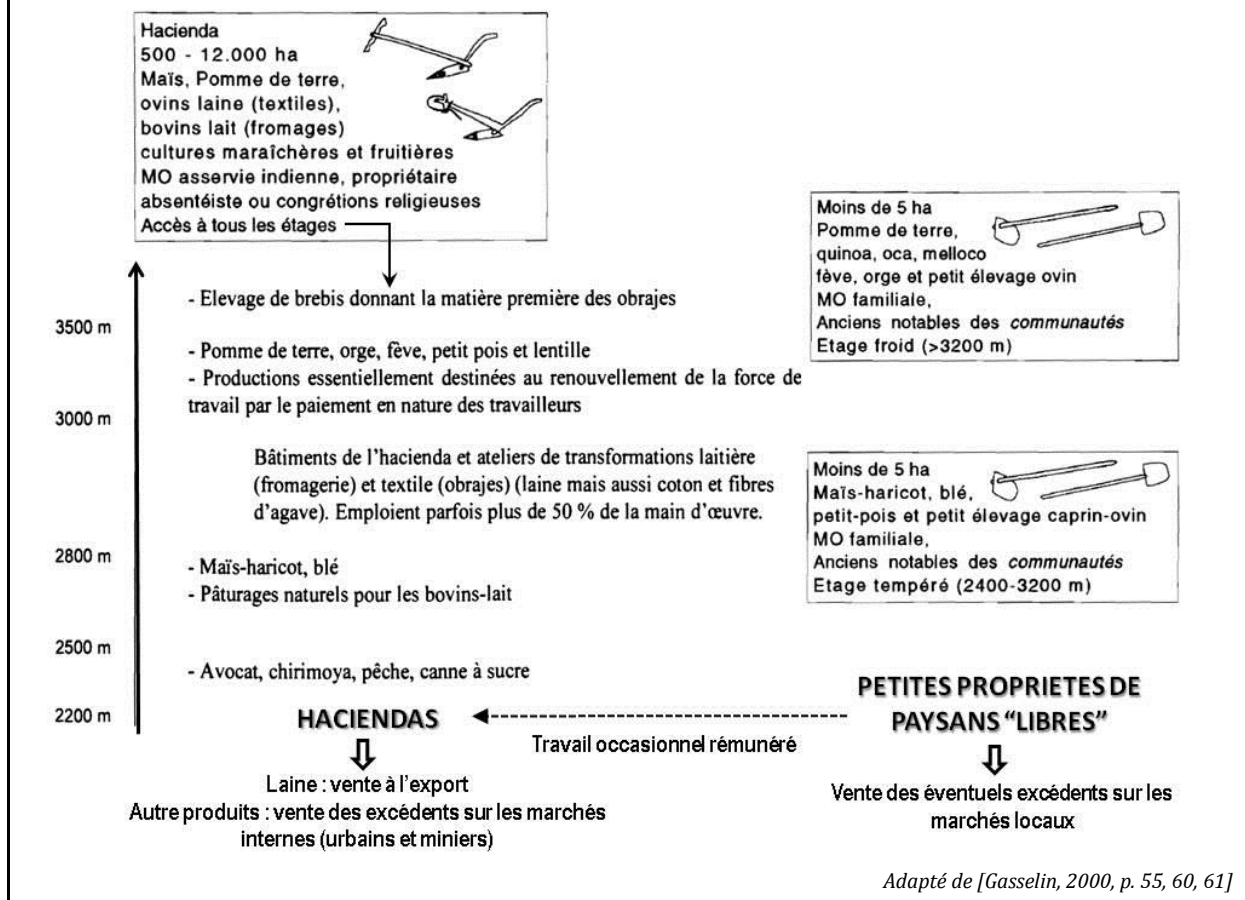 Hacienda
500 - 12.000 ha
Maïs, Pomme de terre,
ovins laine (textiles),
bovins lait (fromages)
cultures maraîchères et fruitières
MO asservie indienne, propriétaire
absentéiste ou congrétions religieuses
Accès à tous les étages
3500 m
3000 m
2800 m
2500 m
2200 m
- Elevage de brebis donnant la matière première des obrajes
- Pomme de terre, orge, fève, petit pois et lentille
- Productions essentiellement destinées au renouvellement de la force de
travail par le paiement en nature des travailleurs
Bâtiments de l'hacienda et ateliers de transformations laitière
(fromagerie) et textile (obrajes) (laine mais aussi coton et fibres
d'agave). Emploient parfois plus de 50 % de la main d'œuvre.
- Maïs-haricot, blé
- Pâturages naturels pour les bovins-lait
- Avocat, chirimoya, pêche, canne à sucre
Moins de 5 ha
Pomme de terre,
quinoa, oca, melloco
fève, orge et petit élevage ovin
MO familiale,
Anciens notables des communautés
Etage froid (>3200 m)
Moins de 5 ha
Maïs-haricot, blé,
petit-pois et petit élevage caprin-ovin
MO familiale,
Anciens notables des communautés
Etage tempéré (2400-3200 m)
HACIENDAS
Travail occasionnel rémunéré
PETITES PROPRIETES DE
PAYSANS "LIBRES"
Laine : vente à l'export
Autre produits : vente des excédents sur les marchés
internes (urbains et miniers)
Vente des éventuels excédents sur les
marchés locaux
Adapté de [Gasselin, 2000, p. 55, 60, 61]